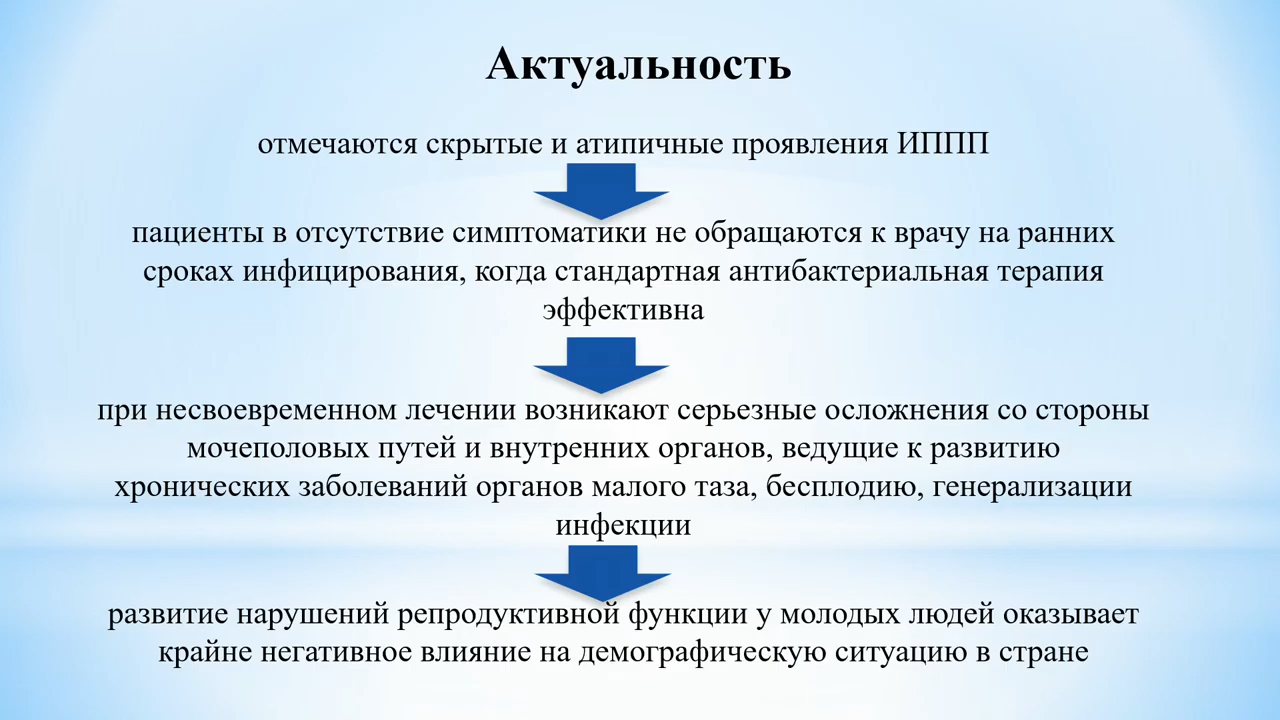 Актуальность
отмечаются скрытые и атипичные проявления ИППП
пациенты в отсутствие симптоматики не обращаются к врачу на ранних
сроках инфицирования, когда стандартная антибактериальная терапия
эффективна
при несвоевременном лечении возникают серьезные осложнения со стороны
мочеполовых путей и внутренних органов, ведущие к развитию
хронических заболеваний органов малого таза, бесплодию, генерализации
инфекции
развитие нарушений репродуктивной функции у молодых людей оказывает
крайне негативное влияние на демографическую ситуацию в стране